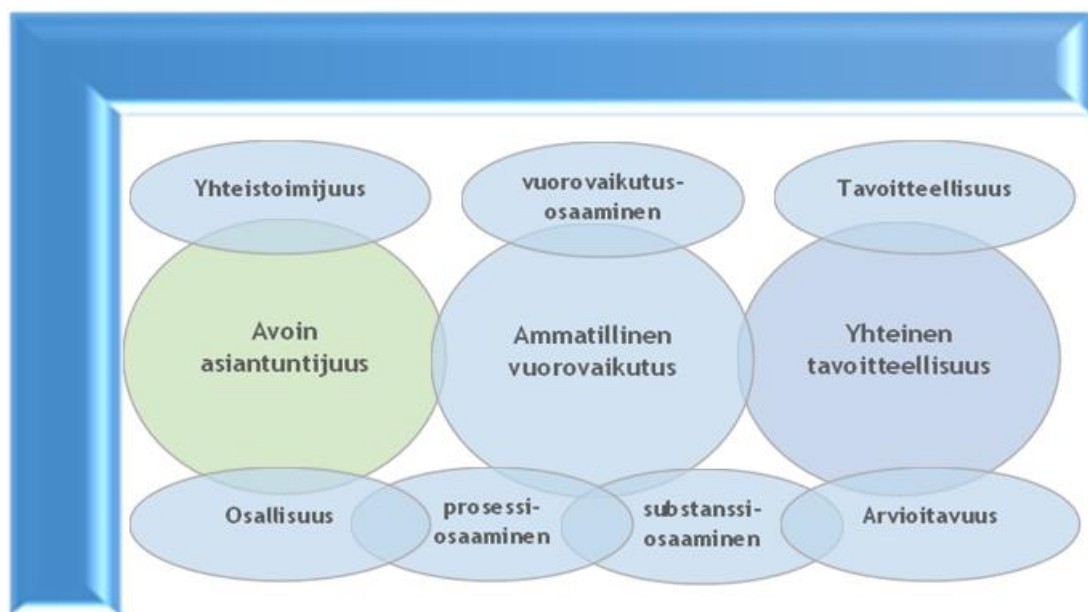 Yhteistoimijuus
vuorovaikutus-
osaaminen
Tavoitteellisuus
Avoin
asiantuntijuus
Ammatillinen
vuorovaikutus
Yhteinen
tavoitteellisuus
Osallisuus
prosessi-
osaaminen
substanssi-
osaaminen
Arvioitavuus